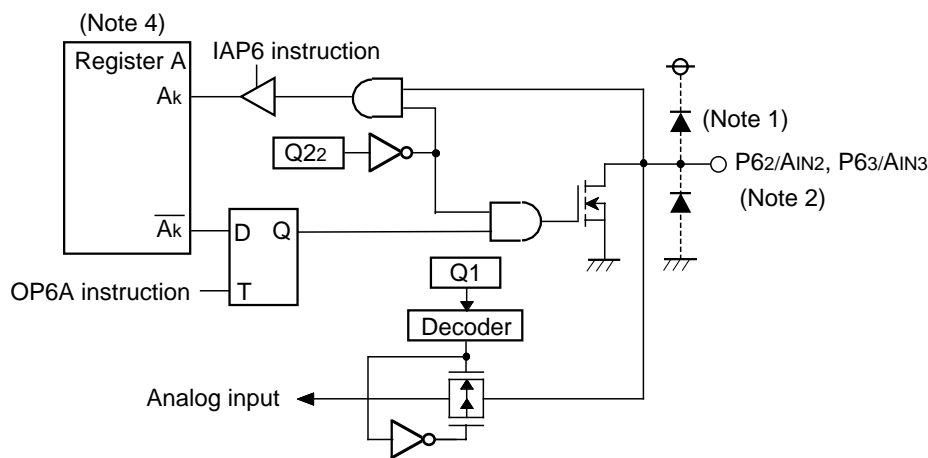 (Note 4)
IAP6 instruction
Register A
Ak
(Note 1)
Q22
P62/AIN2, P63/AIN3
(Note 2)
Ak
D Q
T
OP6A instruction
Q1
Decoder
Analog input